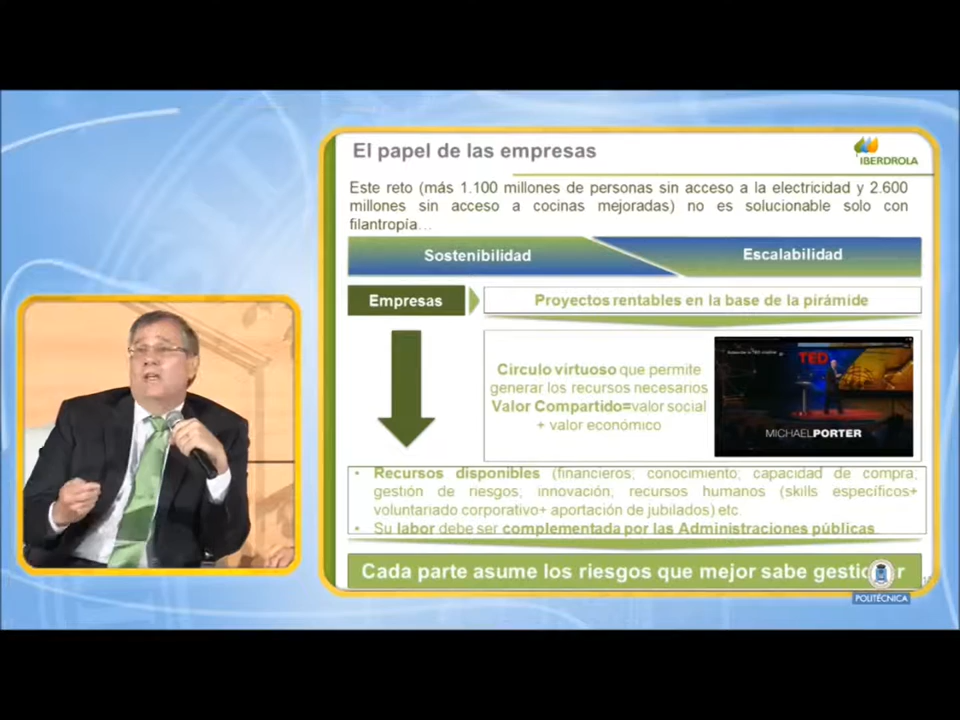 El papel de las empresas
IBERDROLA
Este reto (más 1.100 millones de personas sin acceso a la electricidad y 2.600
millones sin acceso a cocinas mejoradas) no es solucionable solo con
filantropía…
Sostenibilidad
Escalabilidad
Empresas
Proyectos rentables en la base de la pirámide
Circulo virtuoso que permite
generar los recursos necesarios
Valor Compartido=valor social
+ valor económico
TED
MICHAELPORTER
• Recursos disponibles (financieros; conocimiento; capacidad de compra;
gestión de riesgos; innovación; recursos humanos (skills específicos+
voluntariado corporativo+ aportación de jubilados) etc
• Su labor debe ser complementada por las Administraciones públicas
Cada parte asume los riesgos que mejor sabe
POLITÉCNICA